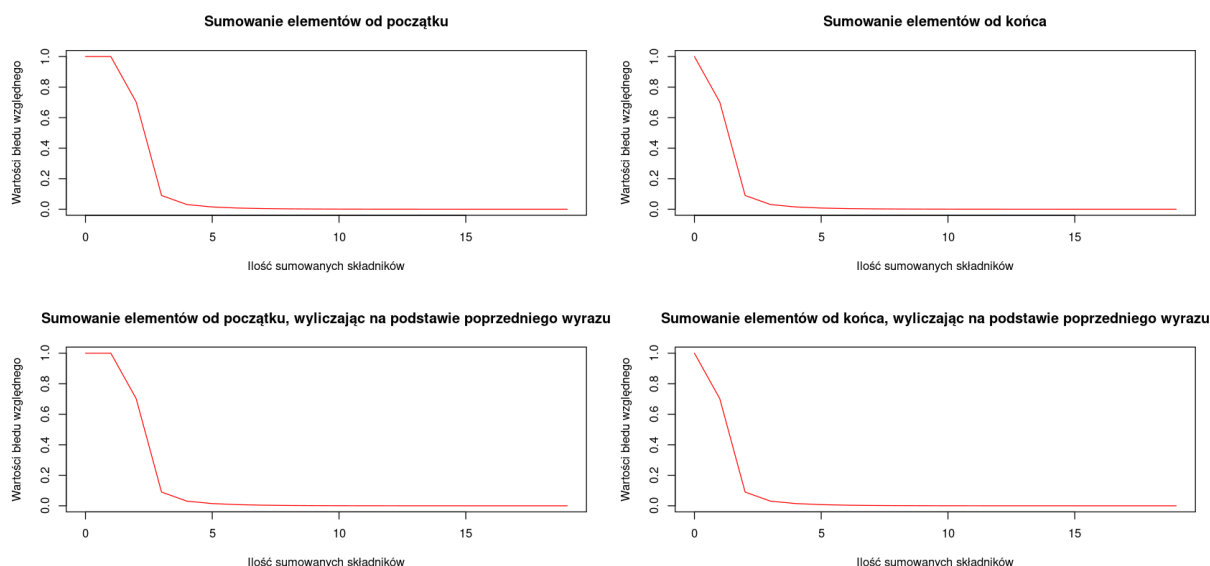 Sumowanie elementów od początku
Wartości błedu względnego
0.0 0.2 0.4 0.6 0.8 1.0
0 5 10 15
Ilość sumowanych składników
Sumowanie elementów od końca
Wartości błedu względnego
0.0 0.2 0.4 0.6 0.8 1.0
0 5 10 15
Ilość sumowanych składników
Sumowanie elementów od początku, wyliczając na podstawie poprzedniego wyrazu
Wartości błedu względnego
0.0 0.2 0.4 0.6 0.8 1.0
0 5 10 15
Ilość sumowanych składników
Sumowanie elementów od końca, wyliczając na podstawie poprzedniego wyrazu
Wartości błedu względnego
0.0 0.2 0.4 0.6 0.8 1.0
0 5 10 15
Ilość sumowanych składników